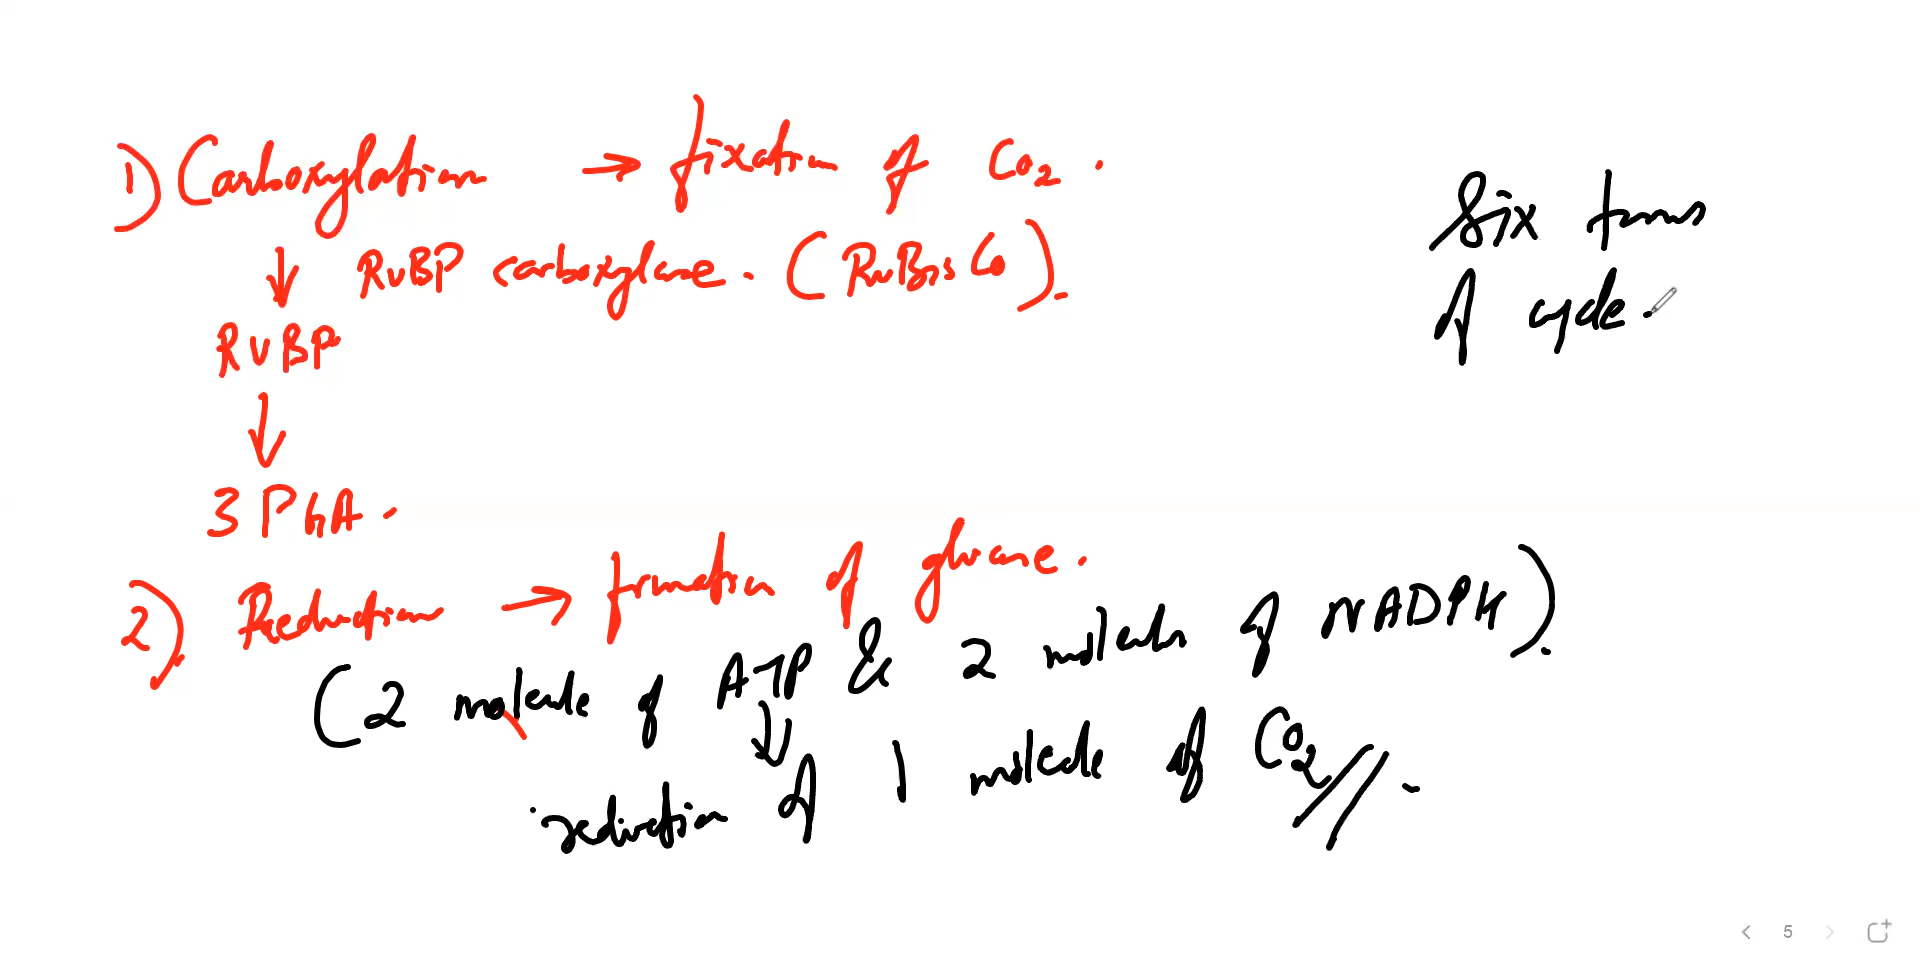 1) Carboxylation → fixation of CO2.
↓ RuBP carboxylase. (RuBisCo).
RuBP
↓
3 PGA.
2) Reduction → formation of glucose.
(2 molecule of ATP & 2 molecules of NADPH).
↓
reduction of 1 molecule of CO2 //.
Six turns
of cycle.
5